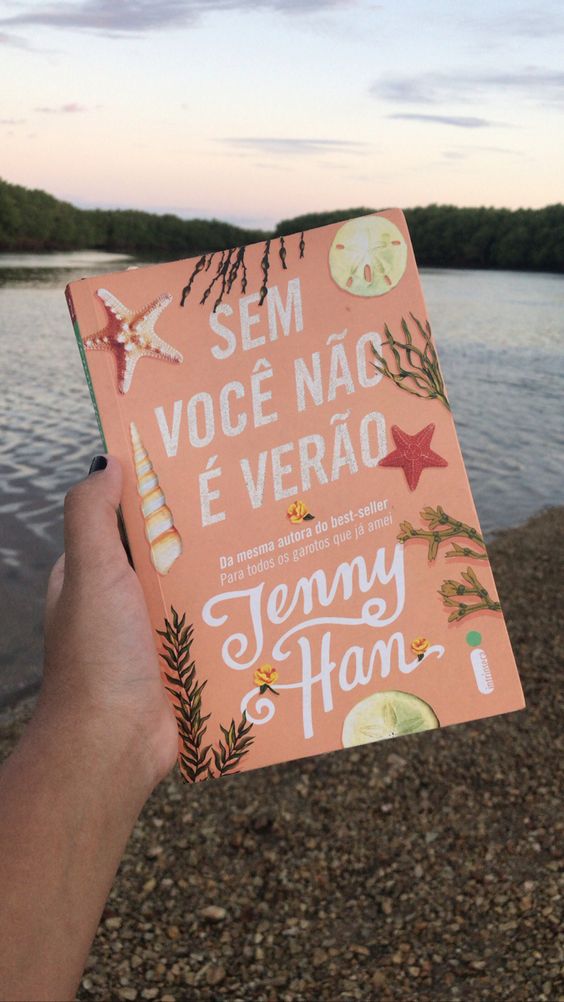 SEM
VOCÊ NÃO
É VERÃO
Da mesma autora do best-seller
Para todos os garotos que já amei
Jenny
Han
intrínseca